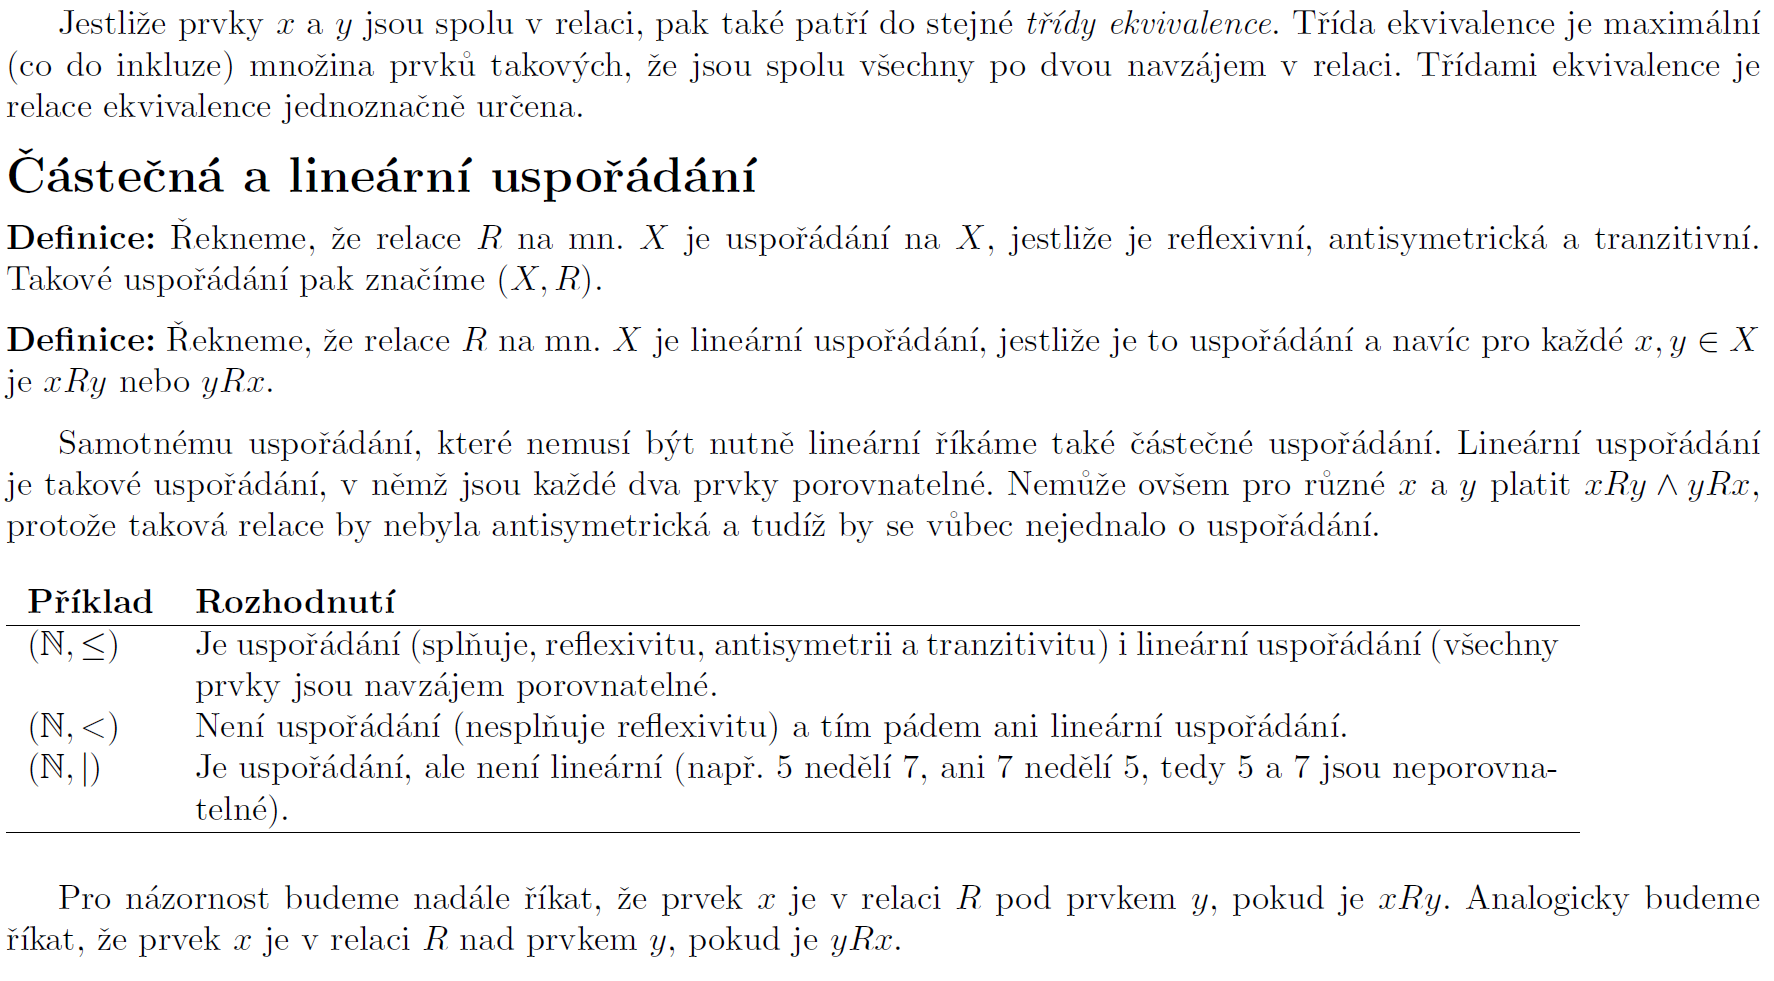 Jestliže prvky x a y jsou spolu v relaci, pak také patří do stejné třídy ekvivalence. Třída ekvivalence je maximální
(co do inkluze) množina prvků takových, že jsou spolu všechny po dvou navzájem v relaci. Třídami ekvivalence je
relace ekvivalence jednoznačně určena.
Částečná a lineární uspořádání
Definice: Řekneme, že relace R na mn. X je uspořádání na X, jestliže je reflexivní, antisymetrická a tranzitivní.
Takové uspořádání pak značíme (X, R).
Definice: Řekneme, že relace R na mn. X je lineární uspořádání, jestliže je to uspořádání a navíc pro každé x, y ∈ X
je xRy nebo yRx.
Samotnému uspořádání, které nemusí být nutně lineární říkáme také částečné uspořádání. Lineární uspořádání
je takové uspořádání, v němž jsou každé dva prvky porovnatelné. Nemůže ovšem pro různé x a y platit xRy ∧ yRx,
protože taková relace by nebyla antisymetrická a tudíž by se vůbec nejednalo o uspořádání.
Příklad Rozhodnutí
(ℕ, ≤) Je uspořádání (splňuje, reflexivitu, antisymetrii a tranzitivitu) i lineární uspořádání (všechny
prvky jsou navzájem porovnatelné.
(ℕ, <) Není uspořádání (nesplňuje reflexivitu) a tím pádem ani lineární uspořádání.
(ℕ, |) Je uspořádání, ale není lineární (např. 5 nedělí 7, ani 7 nedělí 5, tedy 5 a 7 jsou neporovna-
telné).
Pro názornost budeme nadále říkat, že prvek x je v relaci R pod prvkem y, pokud je xRy. Analogicky budeme
říkat, že prvek x je v relaci R nad prvkem y, pokud je yRx.